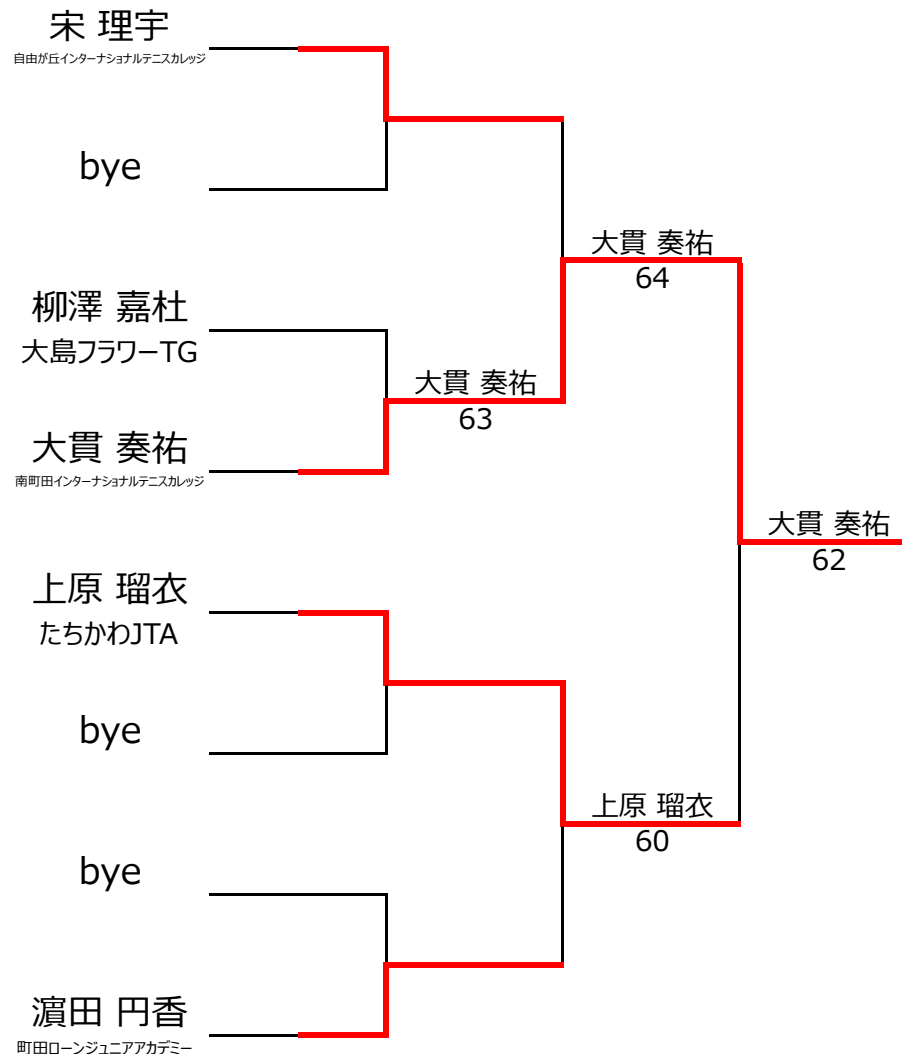 宋 理宇
自由が丘インターナショナルテニスカレッジ
bye
柳澤 嘉杜
大島フラワーTG
大貫 奏祐
南町田インターナショナルテニスカレッジ
上原 瑠衣
たちかわJTA
bye
bye
濵田 円香
町田ローンジュニアアカデミー
大貫 奏祐
63
大貫 奏祐
64
上原 瑠衣
60
大貫 奏祐
62